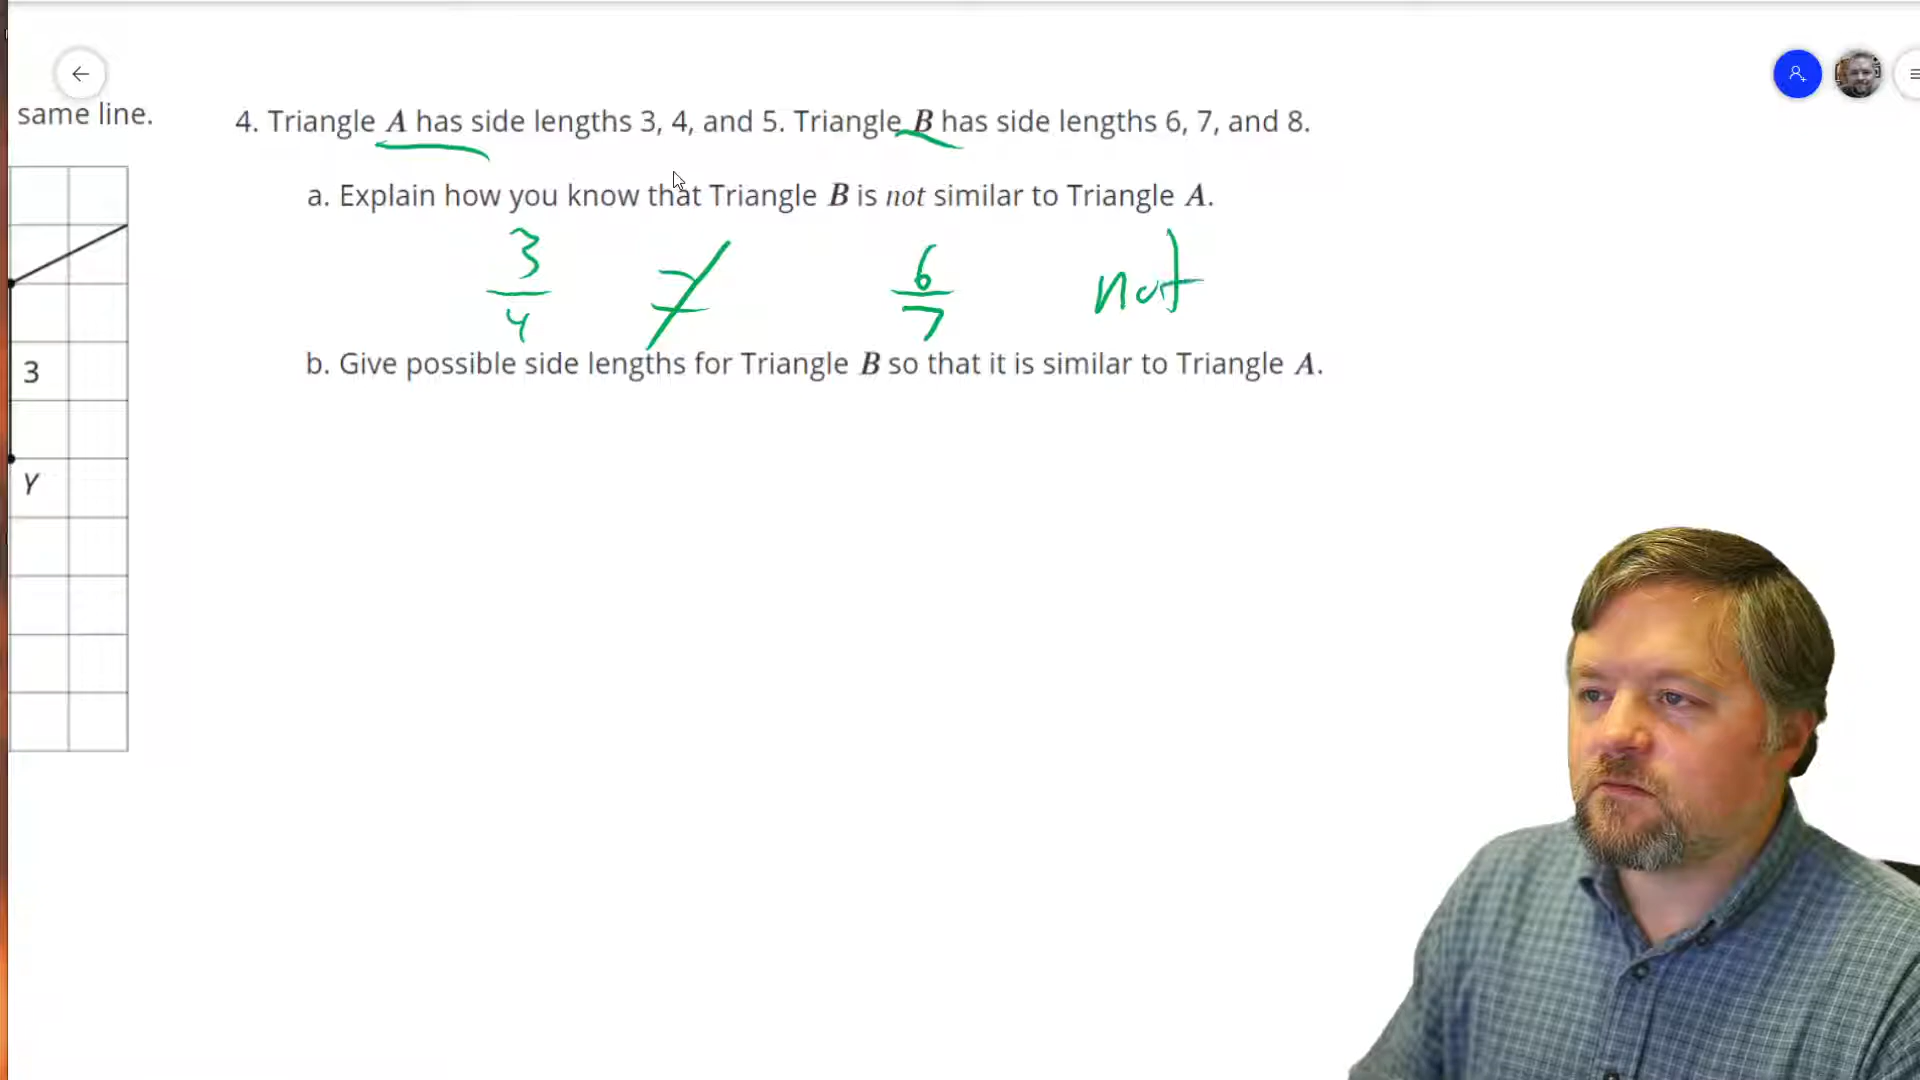 same line.
4. Triangle A has side lengths 3, 4, and 5. Triangle B has side lengths 6, 7, and 8.
a. Explain how you know that Triangle B is not similar to Triangle A.
3/4 ≠ 6/7 not
b. Give possible side lengths for Triangle B so that it is similar to Triangle A.
3
Y